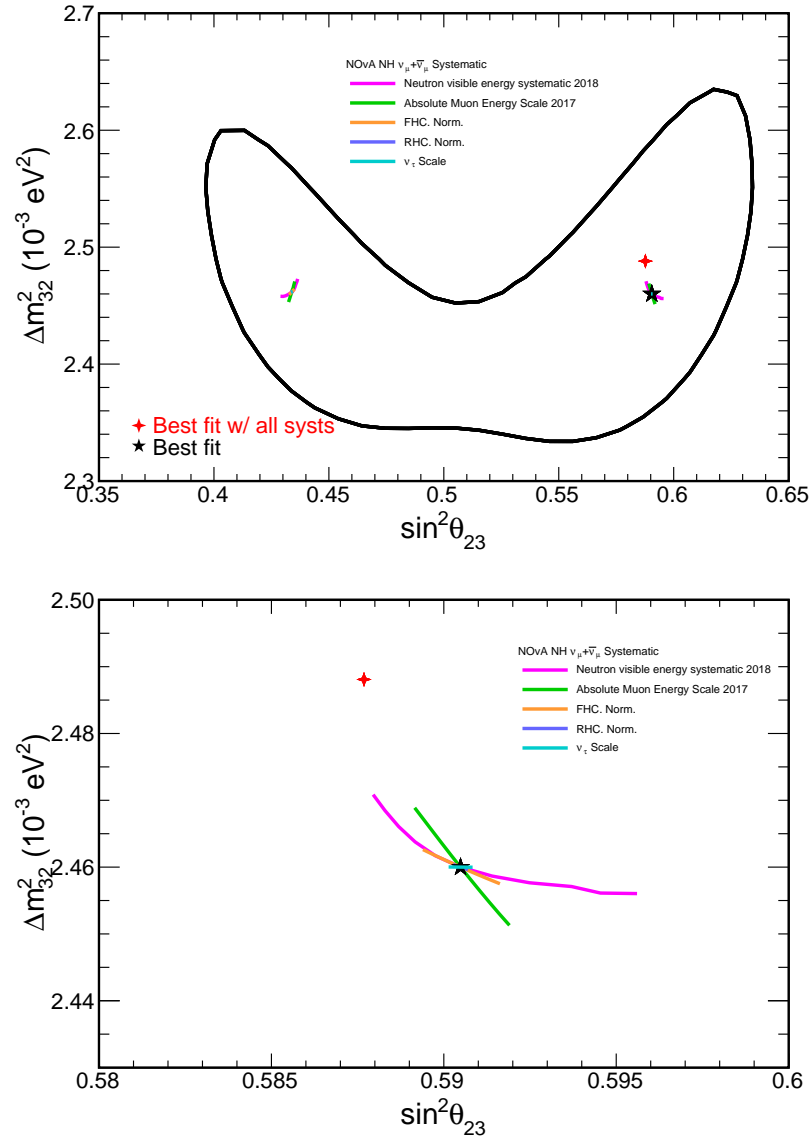 2.7
NOvA NH νμ+ν̅μ Systematic
Neutron visible energy systematic 2018
Absolute Muon Energy Scale 2017
FHC. Norm.
RHC. Norm.
ντ Scale
2.6
2.5
2.4
2.3
Δm²32 (10⁻³ eV²)
Best fit w/ all systs
Best fit
0.35 0.4 0.45 0.5 0.55 0.6 0.65
sin²θ23
2.50
NOvA NH νμ+ν̅μ Systematic
Neutron visible energy systematic 2018
Absolute Muon Energy Scale 2017
FHC. Norm.
RHC. Norm.
ντ Scale
2.48
2.46
2.44
Δm²32 (10⁻³ eV²)
0.58 0.585 0.59 0.595 0.6
sin²θ23